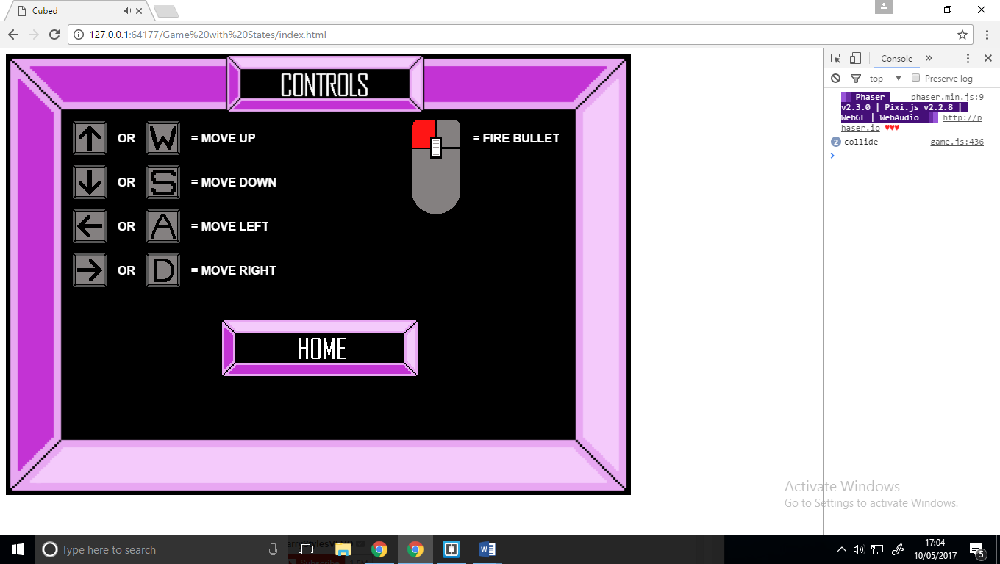 Cubed
127.0.0.1:64177/Game%20with%20States/index.html
CONTROLS
W OR = MOVE UP
S OR = MOVE DOWN
A OR = MOVE LEFT
D OR = MOVE RIGHT
= FIRE BULLET
HOME
Console
top
Preserve log
Phaser phaser.min.js:9
v2.3.0 | Pixi.js v2.2.8 |
WebGL | WebAudio http://p
haser.io ♥♥♥
2 collide game.js:436
Activate Windows
Go to Settings to activate Windows.
Type here to search
Subscribe
17:04
10/05/2017
5